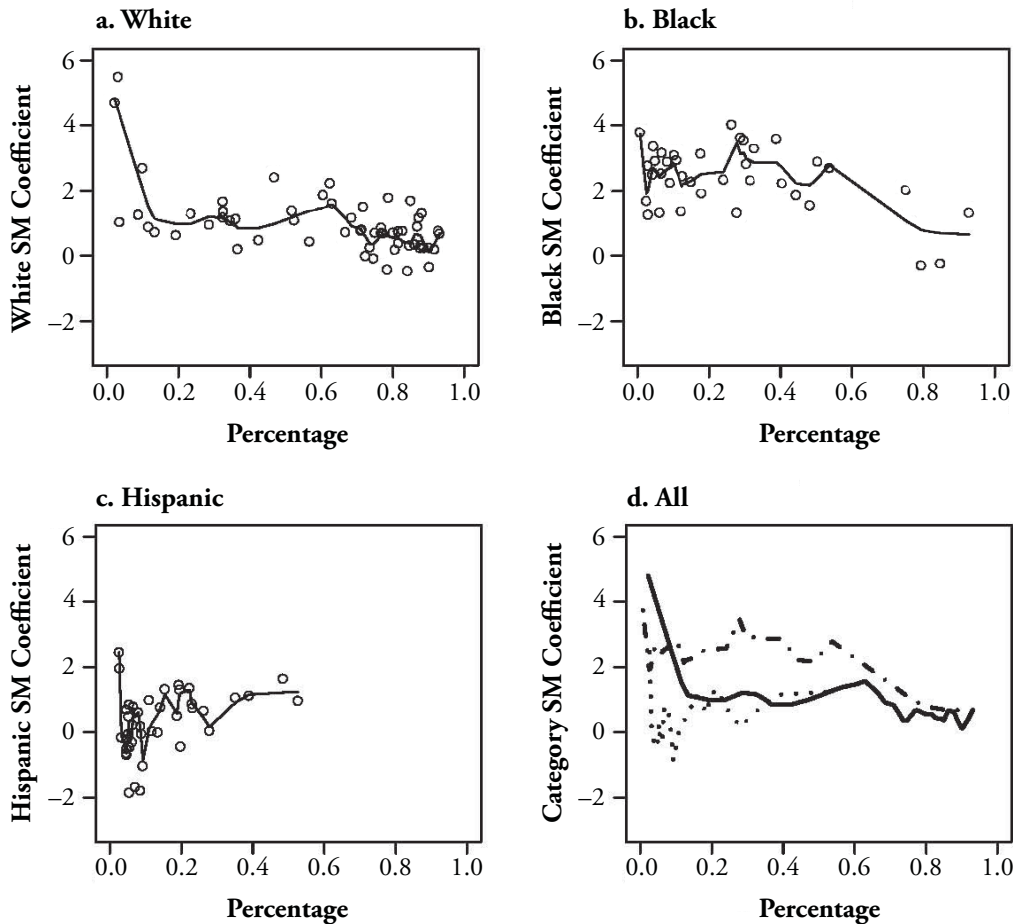 a. White
White SM Coefficient
6
4
2
0
–2
0.0 0.2 0.4 0.6 0.8 1.0
Percentage
b. Black
Black SM Coefficient
6
4
2
0
–2
0.0 0.2 0.4 0.6 0.8 1.0
Percentage
c. Hispanic
Hispanic SM Coefficient
6
4
2
0
–2
0.0 0.2 0.4 0.6 0.8 1.0
Percentage
d. All
Category SM Coefficient
6
4
2
0
–2
0.0 0.2 0.4 0.6 0.8 1.0
Percentage